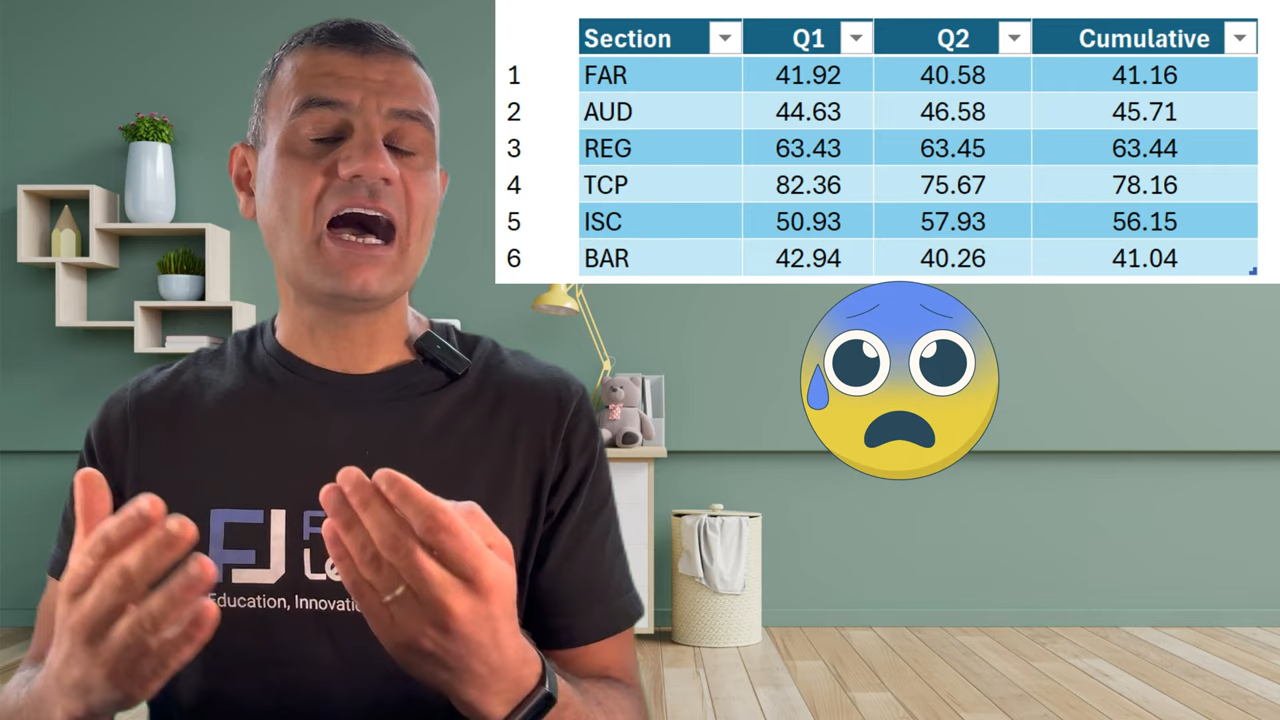 Section Q1 Q2 Cumulative
1 FAR 41.92 40.58 41.16
2 AUD 44.63 46.58 45.71
3 REG 63.43 63.45 63.44
4 TCP 82.36 75.67 78.16
5 ISC 50.93 57.93 56.15
6 BAR 42.94 40.26 41.04
FJ
Education,